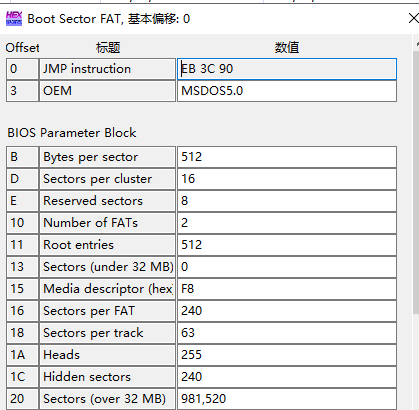 Boot Sector FAT, 基本偏移: 0
Offset 标题 数值
0 JMP instruction EB 3C 90
3 OEM MSDOS5.0
BIOS Parameter Block
B Bytes per sector 512
D Sectors per cluster 16
E Reserved sectors 8
10 Number of FATs 2
11 Root entries 512
13 Sectors (under 32 MB) 0
15 Media descriptor (hex F8
16 Sectors per FAT 240
18 Sectors per track 63
1A Heads 255
1C Hidden sectors 240
20 Sectors (over 32 MB) 981,520